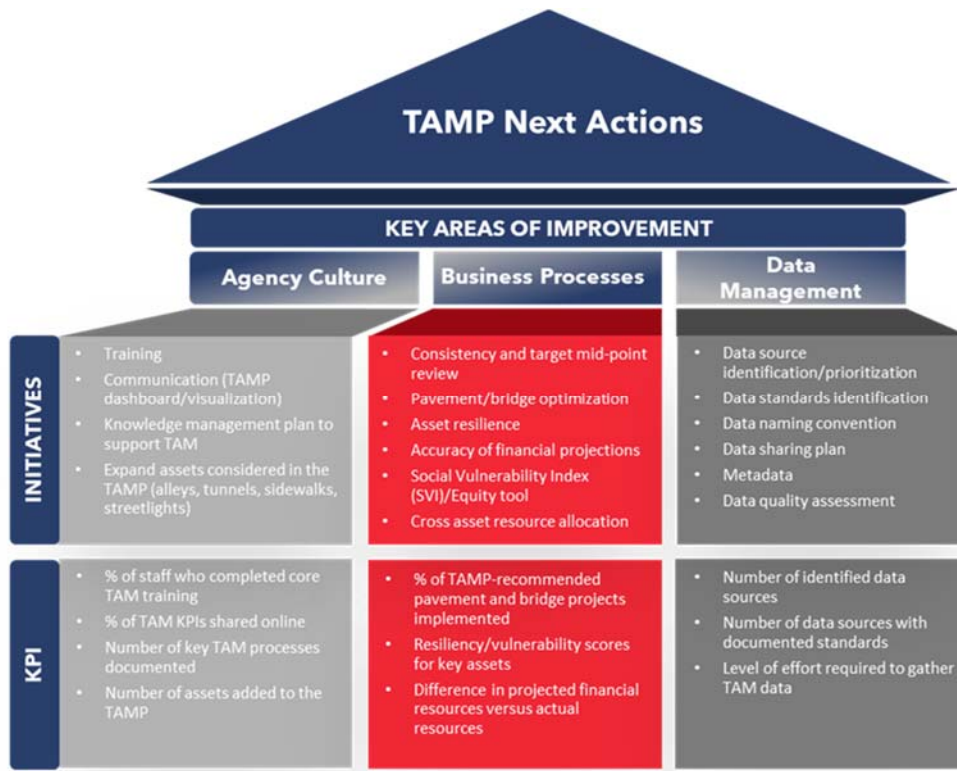 TAMP Next Actions
KEY AREAS OF IMPROVEMENT
Agency Culture
Business Processes
Data
Management
INITIATIVES
• Training
• Communication (TAMP
dashboard/visualization)
• Knowledge management plan to
support TAM
• Expand assets considered in the
TAMP (alleys, tunnels, sidewalks,
streetlights)
• Consistency and target mid-point
review
• Pavement/bridge optimization
• Asset resilience
• Accuracy of financial projections
• Social Vulnerability Index
(SVI)/Equity tool
• Cross asset resource allocation
• Data source
identification/prioritization
• Data standards identification
• Data naming convention
• Data sharing plan
• Metadata
• Data quality assessment
KPI
• % of staff who completed core
TAM training
• % of TAM KPIs shared online
• Number of key TAM processes
documented
• Number of assets added to the
TAMP
• % of TAMP-recommended
pavement and bridge projects
implemented
• Resiliency/vulnerability scores
for key assets
• Difference in projected financial
resources versus actual
resources
• Number of identified data
sources
• Number of data sources with
documented standards
• Level of effort required to gather
TAM data